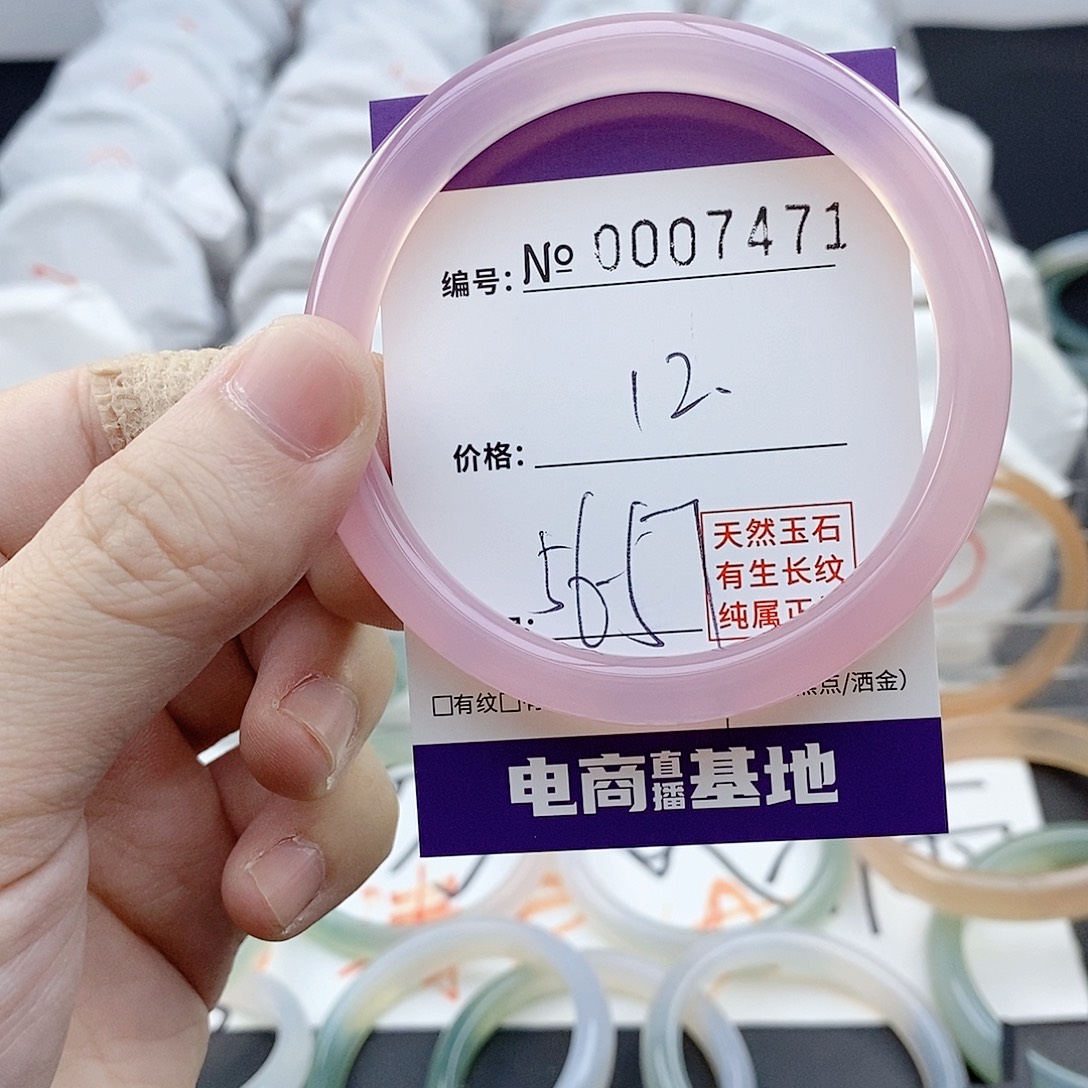 编号: № 0007471
价格: 12.
56-57
天然玉石
有生长纹
纯属正
□有纹□
点/洒金）
电商直播基地